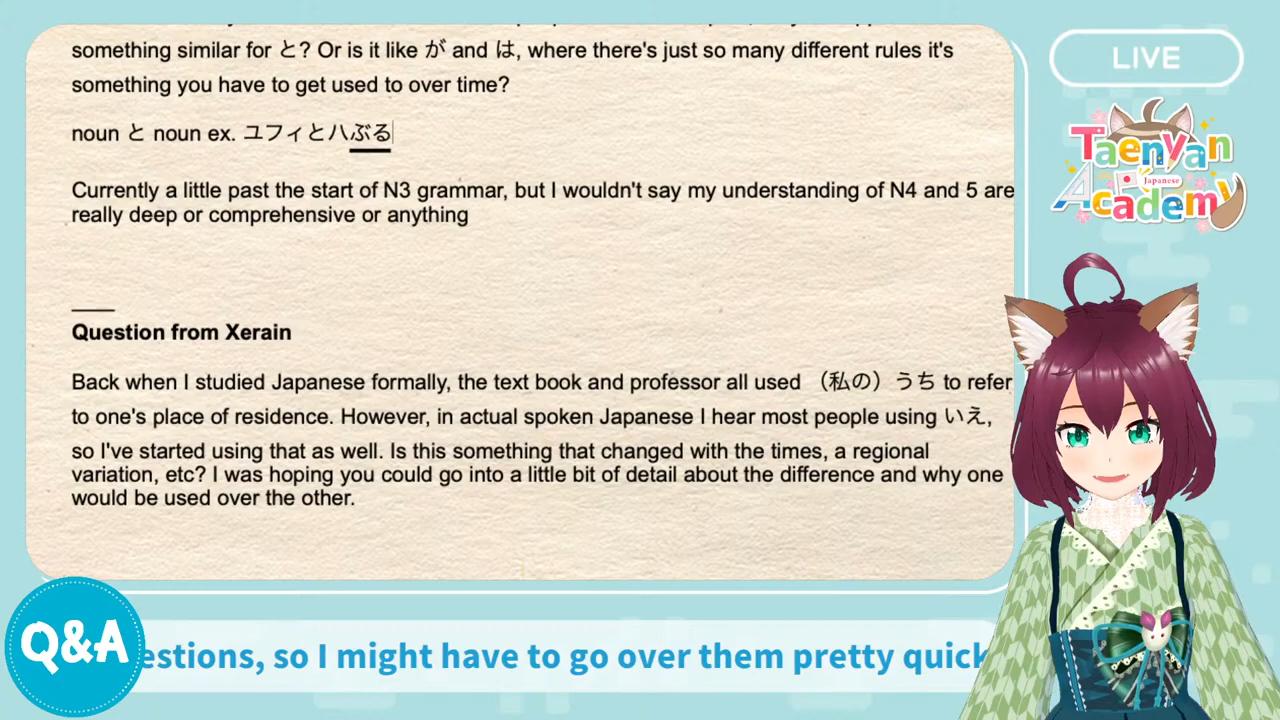 something similar for と? Or is it like が and は, where there's just so many different rules it's
something you have to get used to over time?
noun と noun ex. ユフィとハぶる
Currently a little past the start of N3 grammar, but I wouldn't say my understanding of N4 and 5 are
really deep or comprehensive or anything
Question from Xerain
Back when I studied Japanese formally, the text book and professor all used （私の）うち to refer
to one's place of residence. However, in actual spoken Japanese I hear most people using いえ,
so I've started using that as well. Is this something that changed with the times, a regional
variation, etc? I was hoping you could go into a little bit of detail about the difference and why one
would be used over the other.
LIVE
Taenyan
Japanese
Academy
Q&A
estions, so I might have to go over them pretty quick